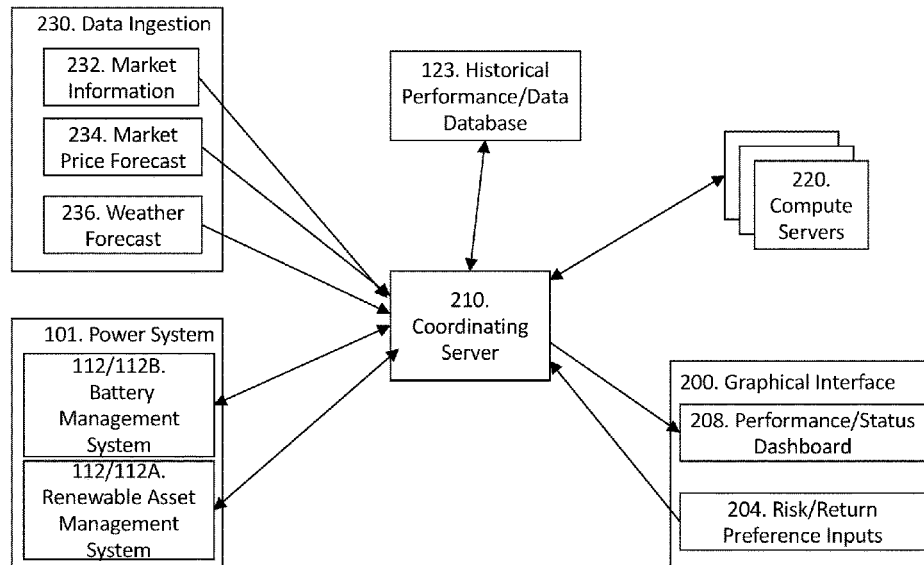 230. Data Ingestion
232. Market
Information
234. Market
Price Forecast
236. Weather
Forecast
123. Historical
Performance/Data
Database
220.
Compute
Servers
210.
Coordinating
Server
101. Power System
112/112B.
Battery
Management
System
112/112A.
Renewable Asset
Management
System
200. Graphical Interface
208. Performance/Status
Dashboard
204. Risk/Return
Preference Inputs